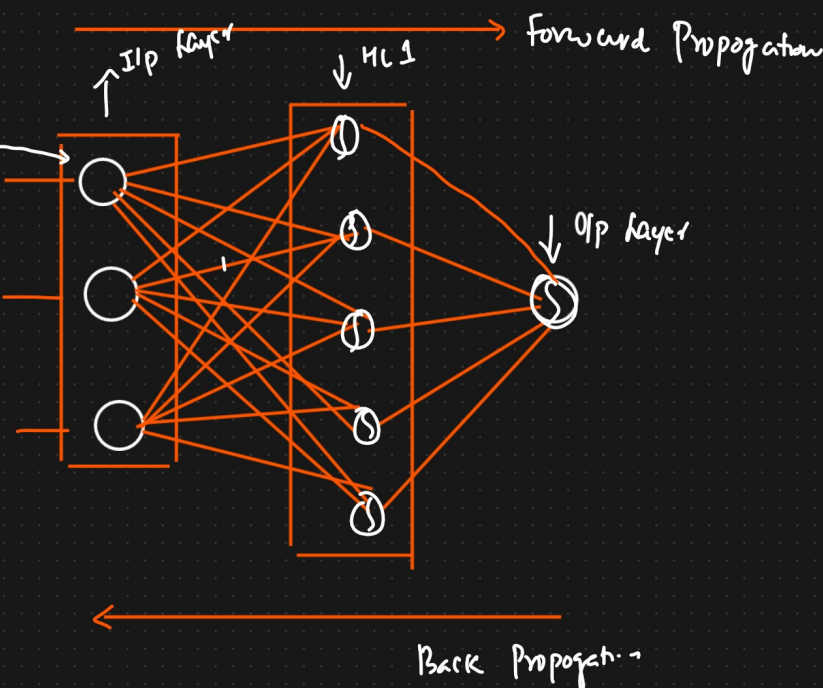 Forward Propogation
I/p Layer
HL 1
O/p Layer
Back Propogation